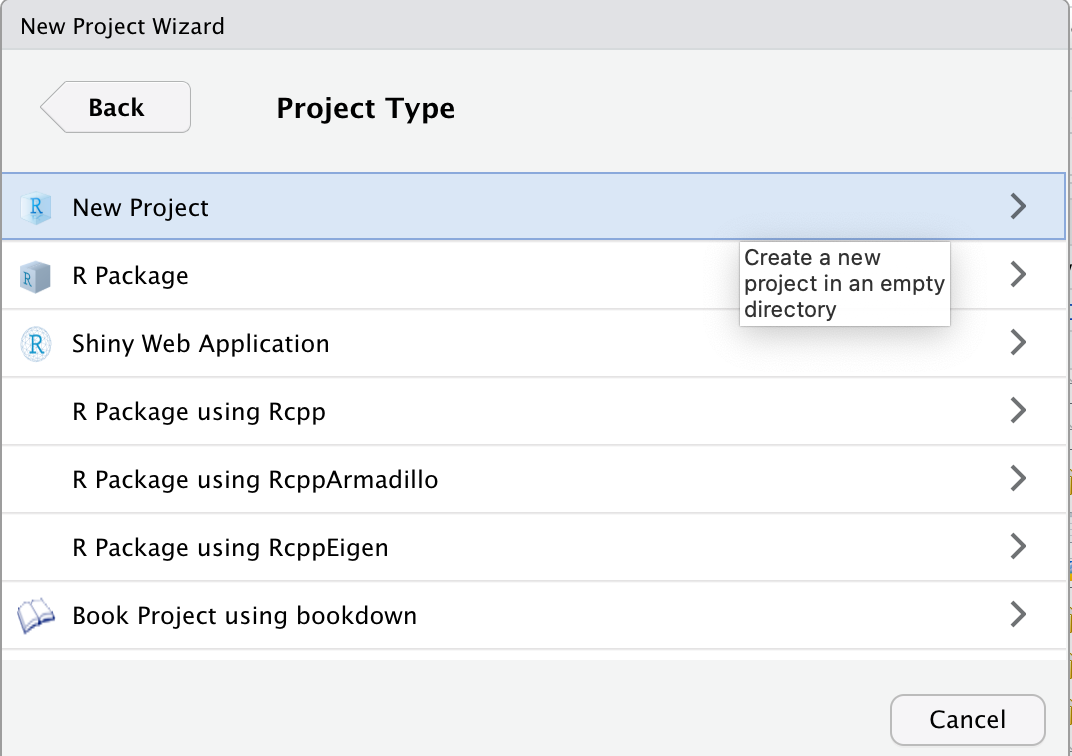 New Project Wizard
Back
Project Type
R
New Project
Create a new
project in an empty
directory
R
R Package
R
Shiny Web Application
R Package using Rcpp
R Package using RcppArmadillo
R Package using RcppEigen
Book Project using bookdown
Cancel